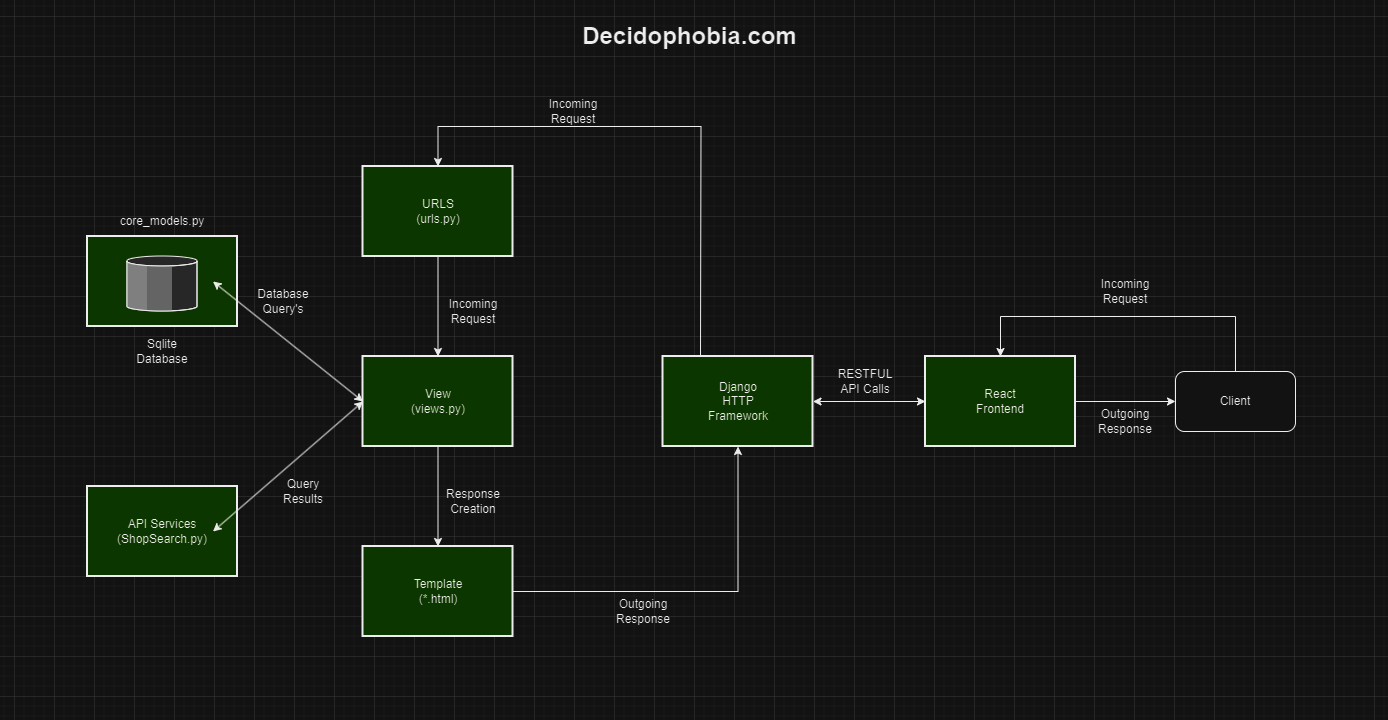 Decidophobia.com
Incoming
Request
URLS
(urls.py)
core_models.py
Database
Query's
Incoming
Request
Incoming
Request
Sqlite
Database
View
(views.py)
Django
HTTP
Framework
RESTFUL
API Calls
React
Frontend
Client
Outgoing
Response
Query
Results
Response
Creation
API Services
(ShopSearch.py)
Template
(*.html)
Outgoing
Response